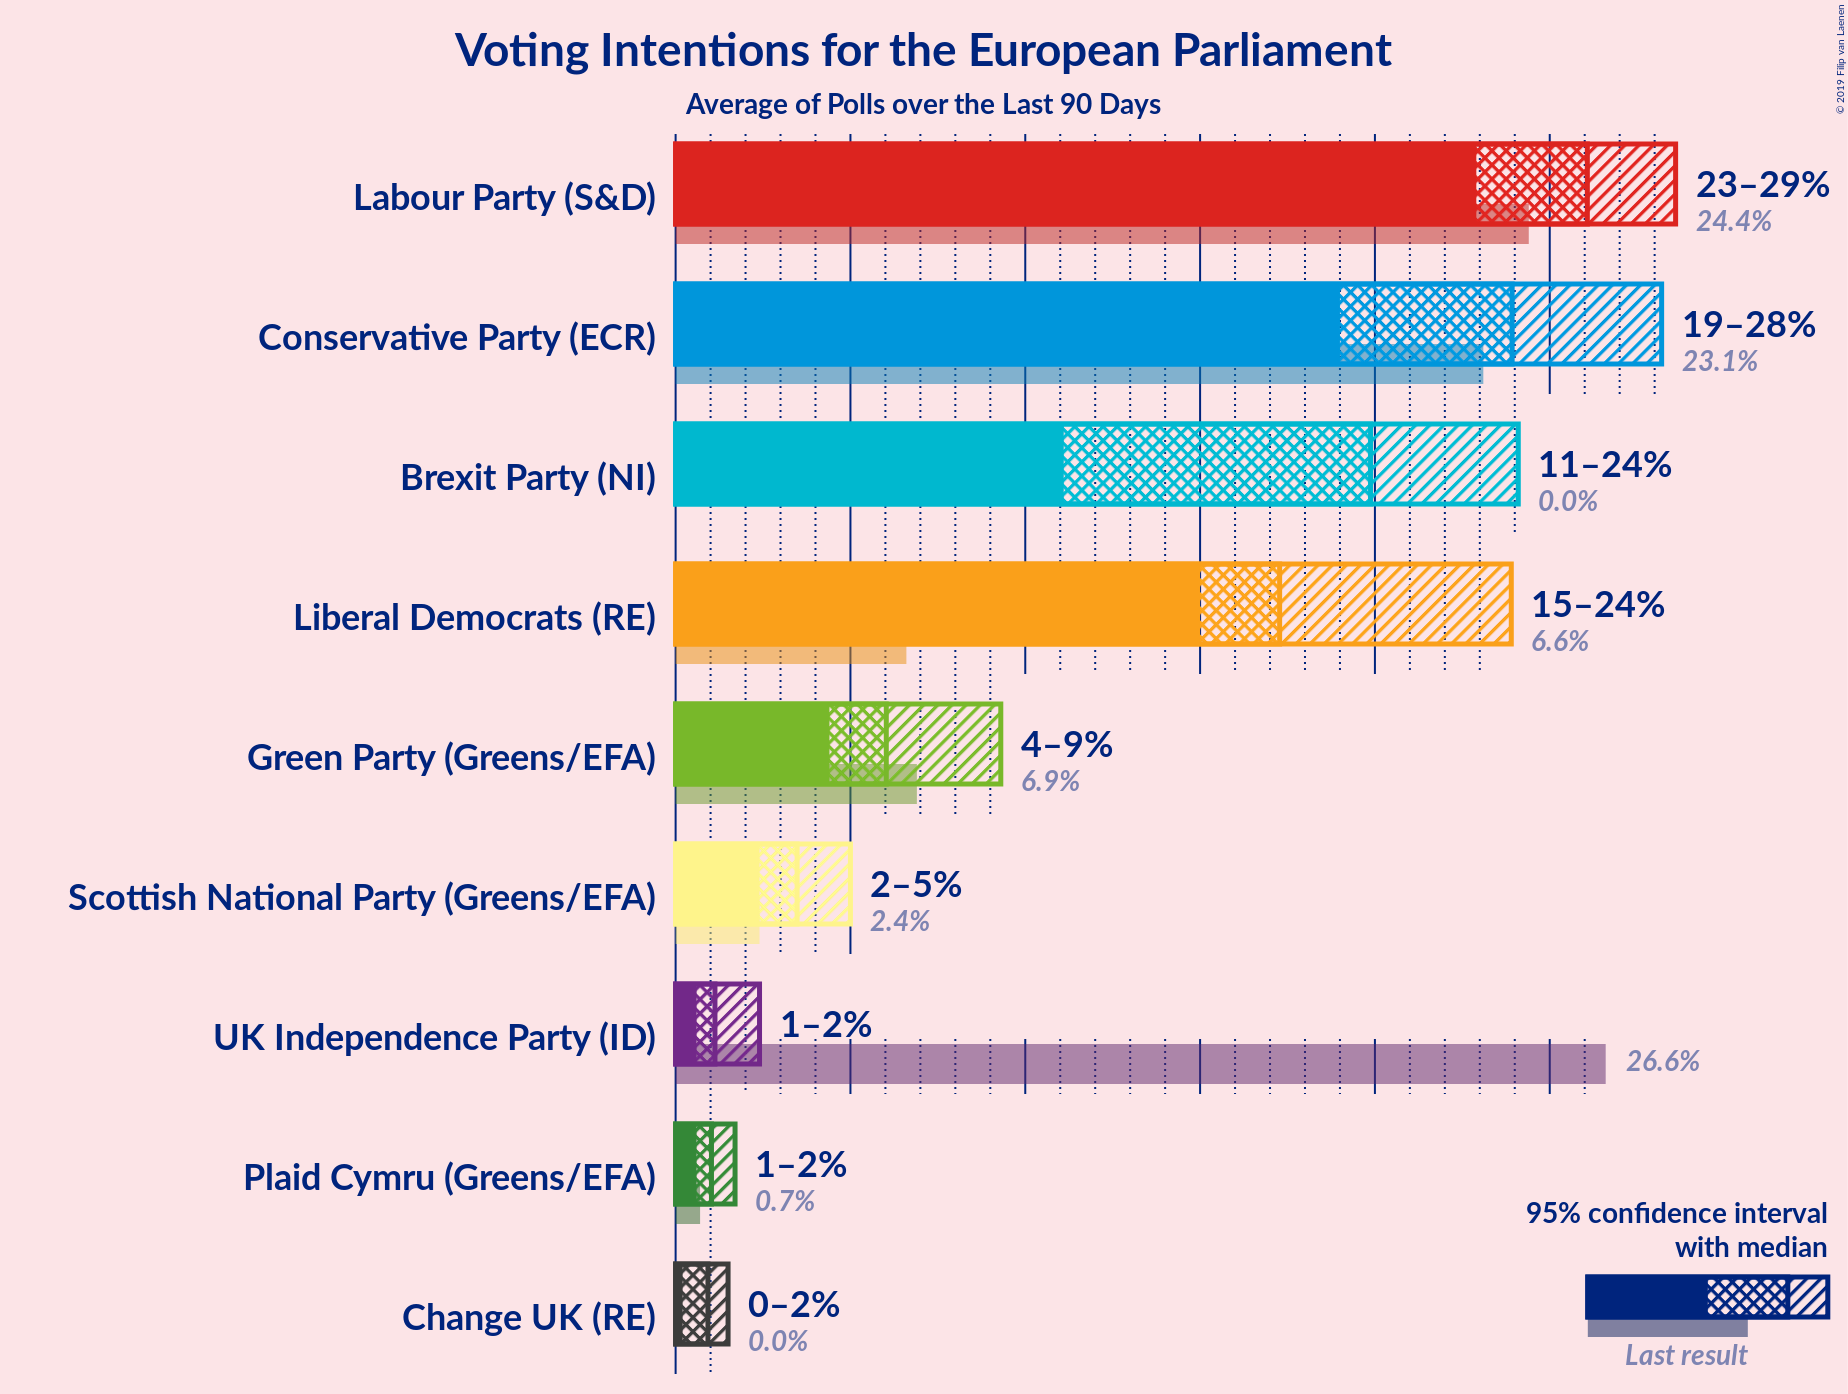 Voting Intentions for the European Parliament
Average of Polls over the Last 90 Days
© 2019 Filip van Laenen
Labour Party (S&D)
23–29%
24.4%
Conservative Party (ECR)
19–28%
23.1%
Brexit Party (NI)
11–24%
0.0%
Liberal Democrats (RE)
15–24%
6.6%
Green Party (Greens/EFA)
4–9%
6.9%
Scottish National Party (Greens/EFA)
2–5%
2.4%
UK Independence Party (ID)
1–2%
26.6%
Plaid Cymru (Greens/EFA)
1–2%
0.7%
Change UK (RE)
0–2%
0.0%
95% confidence interval
with median
Last result